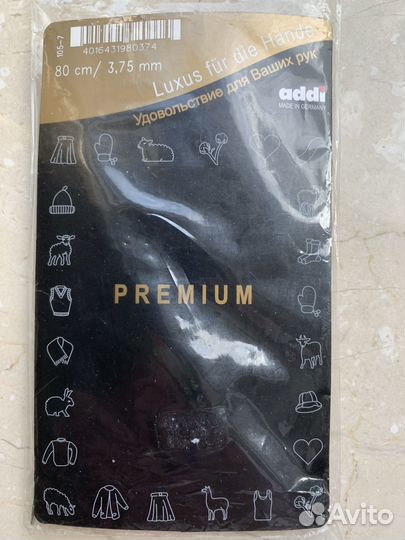 105-7
4016431980374
80 cm/ 3,75 mm
Luxus für die Hände
Удовольствие для Ваших рук
addi
MADE IN GERMANY
PREMIUM
Avito